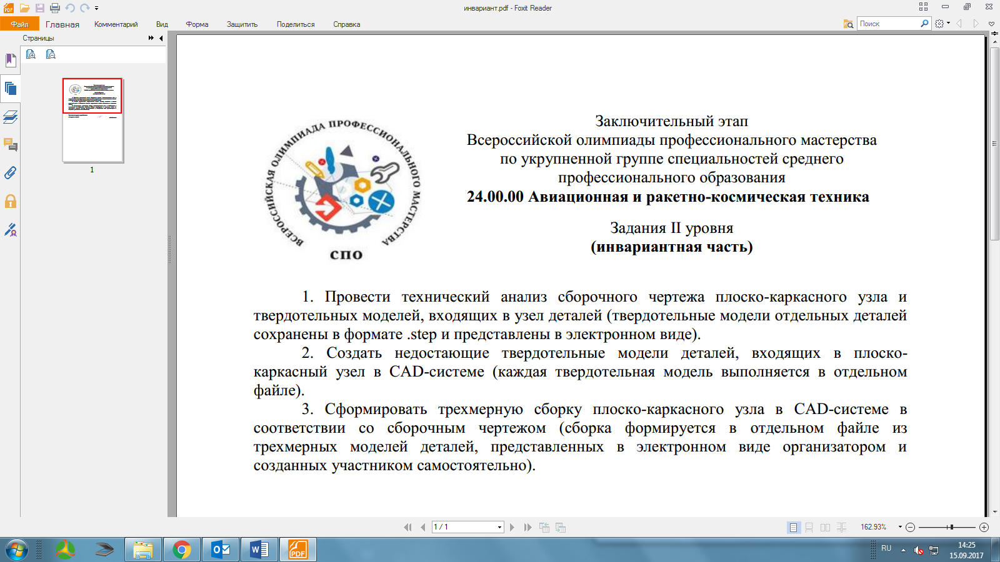 инвариант.pdf - Foxit Reader
Файл Главная Комментарий Вид Форма Защитить Поделиться Справка Поиск
Страницы
1
ВСЕРОССИЙСКАЯ ОЛИМПИАДА ПРОФЕССИОНАЛЬНОГО МАСТЕРСТВА
СПО
Заключительный этап
Всероссийской олимпиады профессионального мастерства
по укрупненной группе специальностей среднего
профессионального образования
24.00.00 Авиационная и ракетно-космическая техника
Задания II уровня
(инвариантная часть)
1. Провести технический анализ сборочного чертежа плоско-каркасного узла и
твердотельных моделей, входящих в узел деталей (твердотельные модели отдельных деталей
сохранены в формате .step и представлены в электронном виде).
2. Создать недостающие твердотельные модели деталей, входящих в плоско-
каркасный узел в CAD-системе (каждая твердотельная модель выполняется в отдельном
файле).
3. Сформировать трехмерную сборку плоско-каркасного узла в CAD-системе в
соответствии со сборочным чертежом (сборка формируется в отдельном файле из
трехмерных моделей деталей, представленных в электронном виде организатором и
созданных участником самостоятельно).
1 / 1
162.93%
RU
14:25
15.09.2017